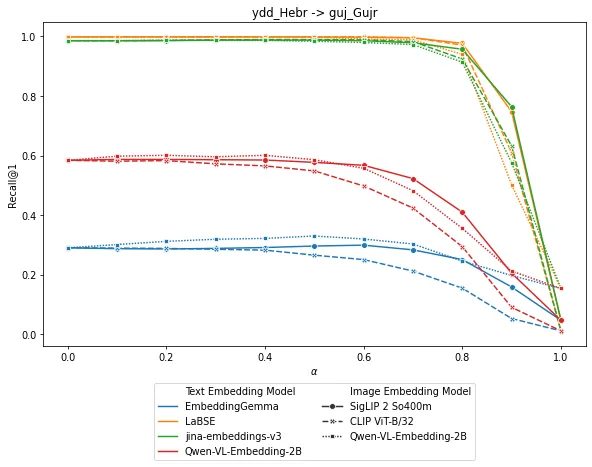 ydd_Hebr -> guj_Gujr
Recall@1
1.0
0.8
0.6
0.4
0.2
0.0
0.0 0.2 0.4 0.6 0.8 1.0
α
Text Embedding Model
EmbeddingGemma
LaBSE
jina-embeddings-v3
Qwen-VL-Embedding-2B
Image Embedding Model
SigLIP 2 So400m
CLIP ViT-B/32
Qwen-VL-Embedding-2B